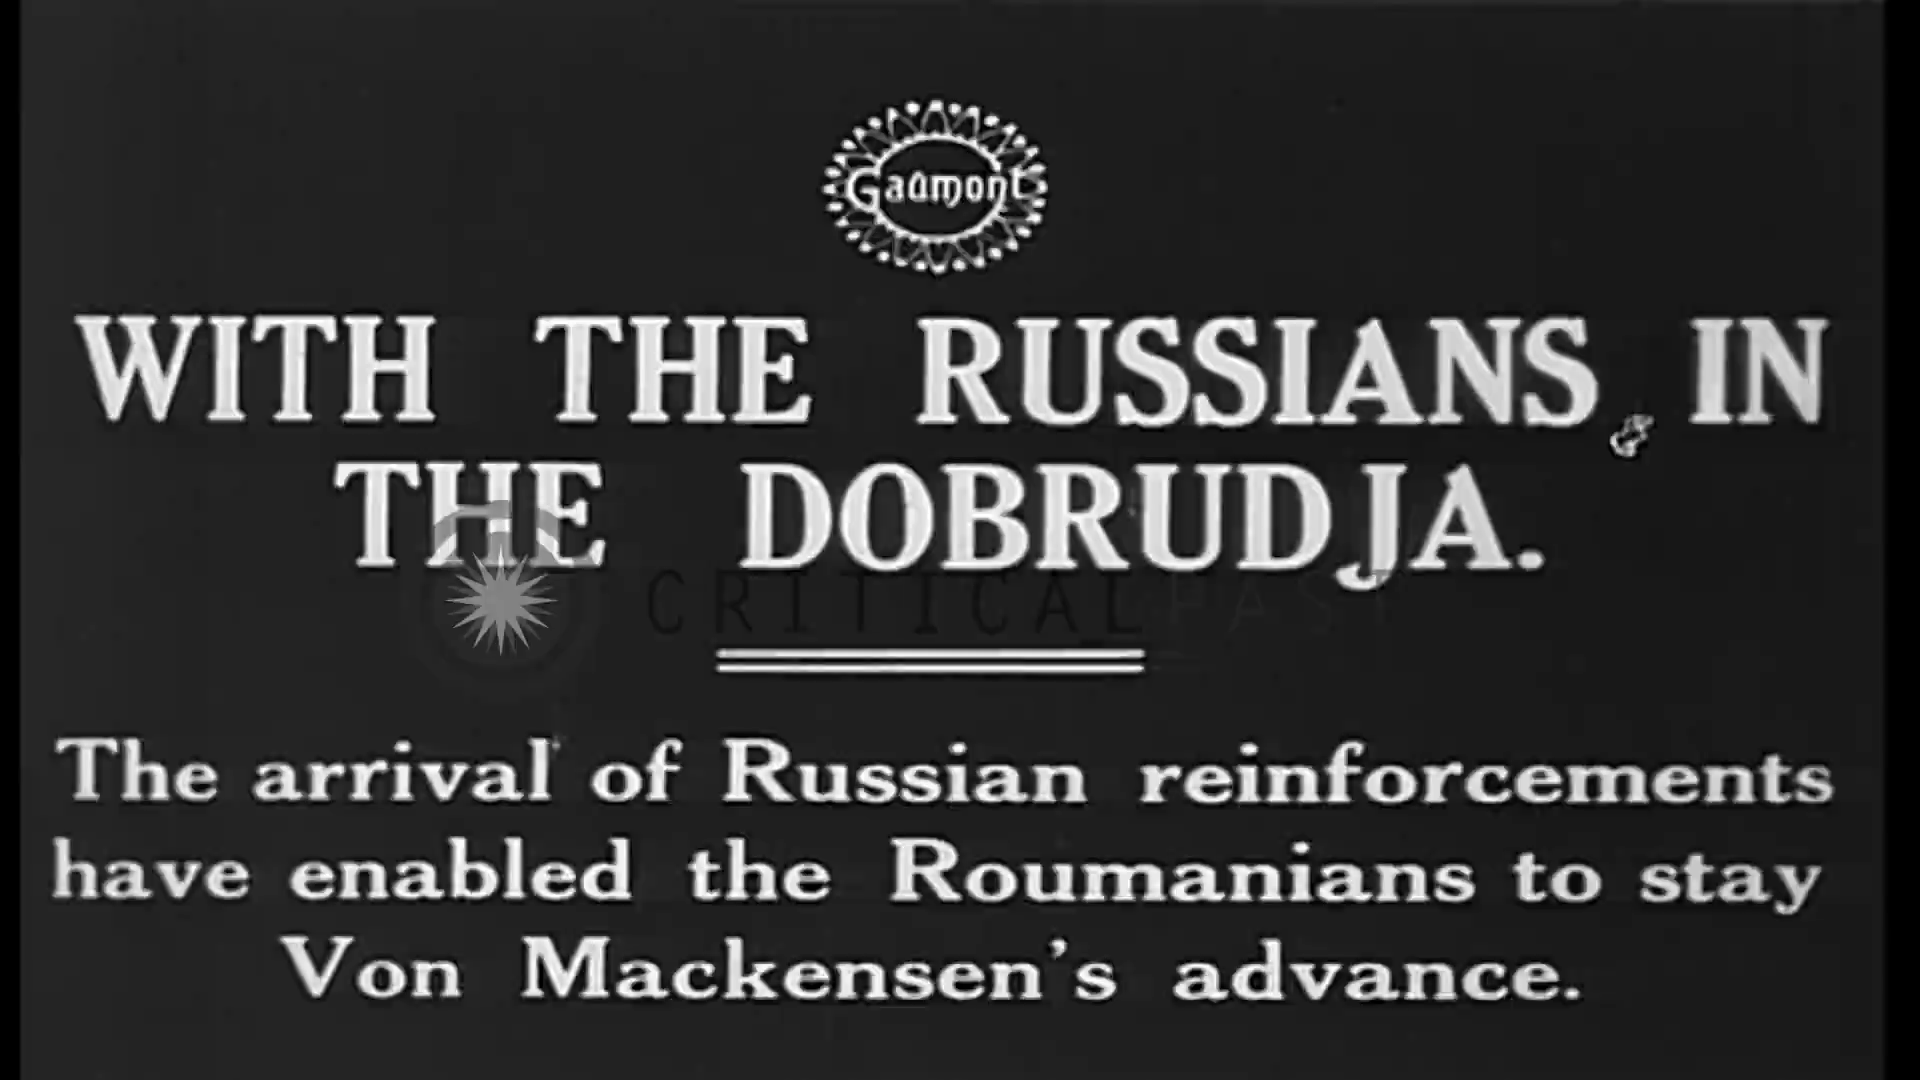 Gaumont
WITH THE RUSSIANS IN
THE DOBRUDJA.
CRITICALPAST
The arrival of Russian reinforcements
have enabled the Roumanians to stay
Von Mackensen's advance.